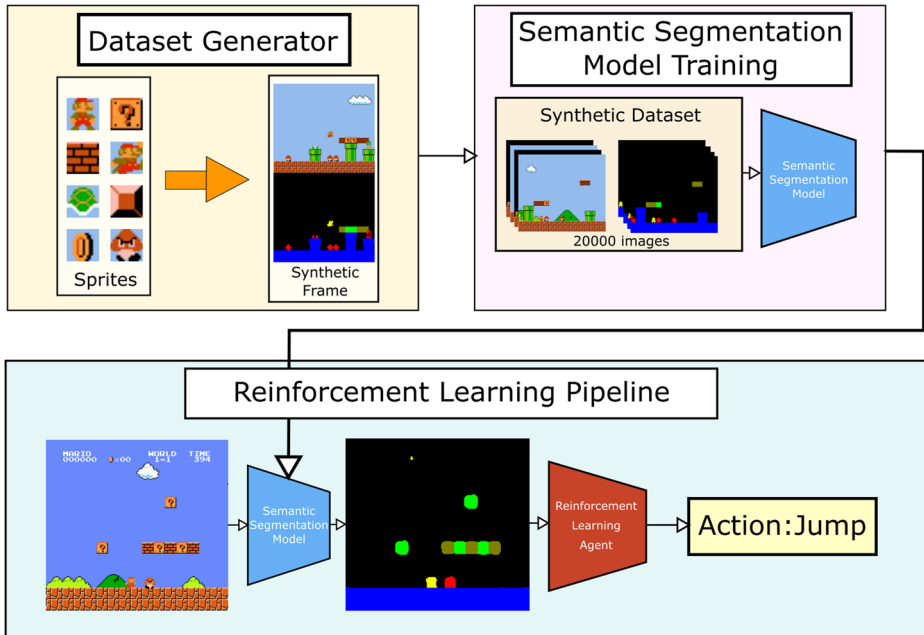 Dataset Generator
Sprites
Synthetic
Frame
Semantic Segmentation
Model Training
Synthetic Dataset
20000 images
Semantic
Segmentation
Model
Reinforcement Learning Pipeline
MARIO WORLD TIME
000000 ×00 1-1 394
Semantic
Segmentation
Model
Reinforcement
Learning
Agent
Action:Jump